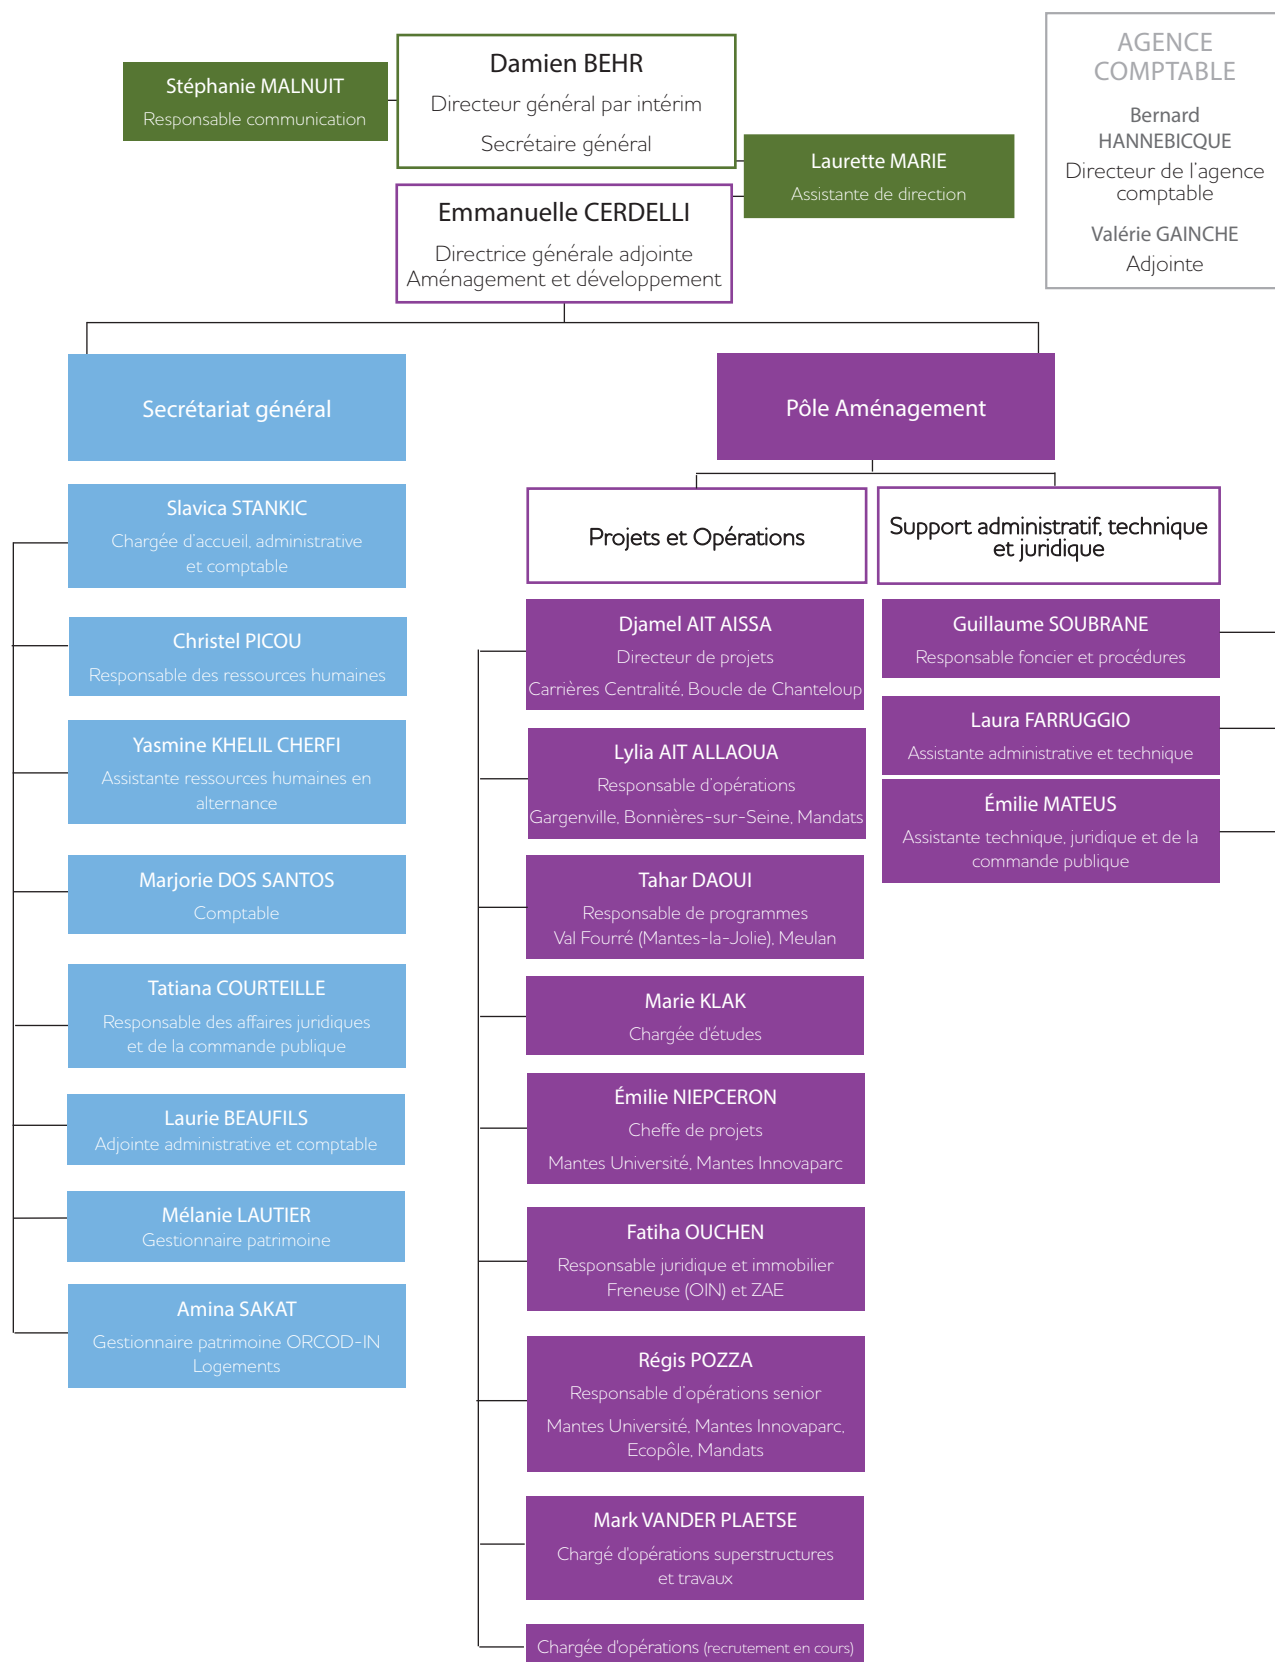 Stéphanie MALNUIT
Responsable communication
Damien BEHR
Directeur général par intérim
Secrétaire général
Laurette MARIE
Assistante de direction
Emmanuelle CERDELLI
Directrice générale adjointe
Aménagement et développement
AGENCE
COMPTABLE
Bernard
HANNEBICQUE
Directeur de l'agence
comptable
Valérie GAINCHE
Adjointe
Secrétariat général
Slavica STANKIC
Chargée d'accueil, administrative
et comptable
Christel PICOU
Responsable des ressources humaines
Yasmine KHELIL CHERFI
Assistante ressources humaines en
alternance
Marjorie DOS SANTOS
Comptable
Tatiana COURTEILLE
Responsable des affaires juridiques
et de la commande publique
Laurie BEAUFILS
Adjointe administrative et comptable
Mélanie LAUTIER
Gestionnaire patrimoine
Amina SAKAT
Gestionnaire patrimoine ORCOD-IN
Logements
Pôle Aménagement
Projets et Opérations
Djamel AIT AISSA
Directeur de projets
Carrières Centralité, Boucle de Chanteloup
Lylia AIT ALLAOUA
Responsable d'opérations
Gargenville, Bonnières-sur-Seine, Mandats
Tahar DAOUI
Responsable de programmes
Val Fourré (Mantes-la-Jolie), Meulan
Marie KLAK
Chargée d'études
Émilie NIEPCERON
Cheffe de projets
Mantes Université, Mantes Innovaparc
Fatiha OUCHEN
Responsable juridique et immobilier
Freneuse (OIN) et ZAE
Régis POZZA
Responsable d'opérations senior
Mantes Université, Mantes Innovaparc,
Ecopôle, Mandats
Mark VANDER PLAETSE
Chargé d'opérations superstructures
et travaux
Chargée d'opérations (recrutement en cours)
Support administratif, technique
et juridique
Guillaume SOUBRANE
Responsable foncier et procédures
Laura FARRUGGIO
Assistante administrative et technique
Émilie MATEUS
Assistante technique, juridique et de la
commande publique